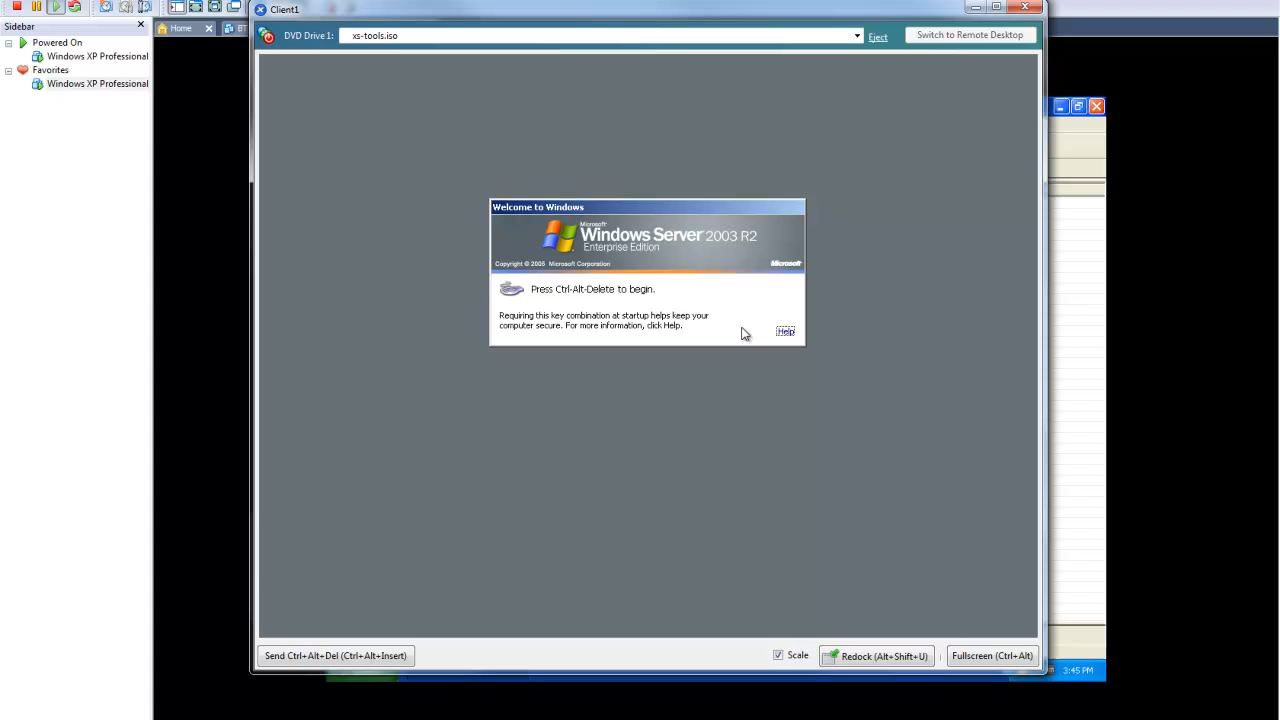 Client1
Sidebar
Home
BT
DVD Drive 1:
xs-tools.iso
Eject
Switch to Remote Desktop
Powered On
Windows XP Professional
Favorites
Windows XP Professional
Welcome to Windows
Microsoft
Windows Server 2003 R2
Enterprise Edition
Copyright © 2005 Microsoft Corporation
Microsoft
Press Ctrl-Alt-Delete to begin.
Requiring this key combination at startup helps keep your
computer secure. For more information, click Help.
Help
Send Ctrl+Alt+Del (Ctrl+Alt+Insert)
Scale
Redock (Alt+Shift+U)
Fullscreen (Ctrl+Alt)
3:45 PM